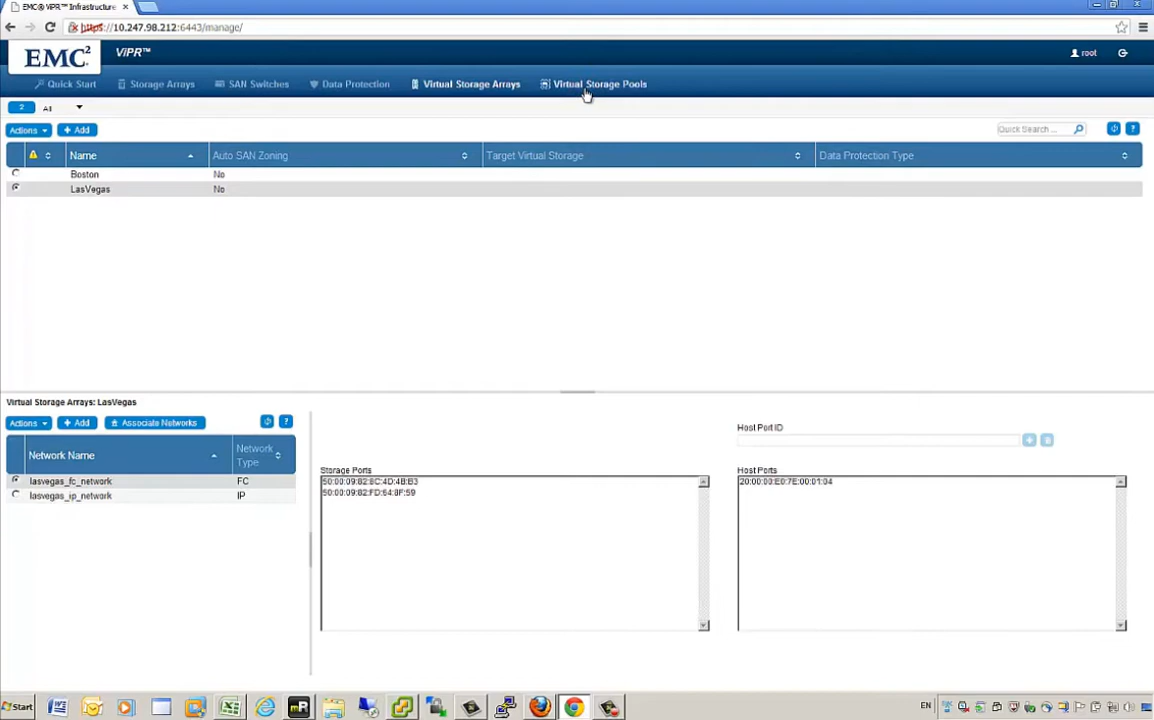 EMC® ViPR™ Infrastructure
https://10.247.98.212:6443/manage/
EMC²
ViPR™
root
Quick Start
Storage Arrays
SAN Switches
Data Protection
Virtual Storage Arrays
Virtual Storage Pools
2
All
Actions
Add
Quick Search ...
?
Name
Auto SAN Zoning
Target Virtual Storage
Data Protection Type
Boston No
LasVegas No
Virtual Storage Arrays: LasVegas
Actions
Add
Associate Networks
?
Network Name
Network
Type
lasvegas_fc_network FC
lasvegas_ip_network IP
Host Port ID
Storage Ports
50:00:09:82:8C:4D:4B:B3
50:00:09:82:FD:64:8F:59
Host Ports
20:00:00:E0:7E:00:01:04
Start
mR
EN